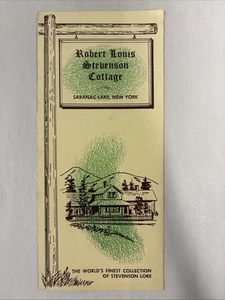 Robert Louis
Stevenson
Cottage
SARANAC LAKE, NEW YORK
THE WORLD'S FINEST COLLECTION
OF STEVENSON LORE